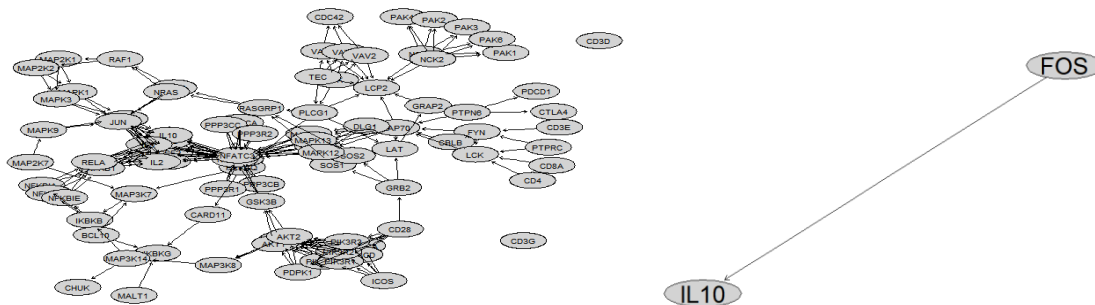 CDC42
PAK4
PAK2
PAK3
PAK6
PAK1
NCK2
CD3D
VAV2
TEC
LCP2
MAP2K1
RAF1
MAP2K2
MAPK3
NRAS
RASGRP1
PLCG1
GRAP2
PTPN6
PDCD1
CTLA4
CD3E
FYN
CBLB
LCK
PTPRC
CD8A
CD4
DLG1
MAPK13
MAPK12
LAT
SOS2
SOS1
GRB2
JUN
MAPK9
IL10
PPP3CC
PPP3R2
NFATC3
RELA
IL2
MAP2K7
NFKBIE
MAP3K7
PPP3R1
PPP3CB
GSK3B
IKBKB
BCL10
CARD11
CD28
CD3G
AKT2
PIK3R3
PIK3R1
MAP3K14
IKBKG
MAP3K8
PDPK1
ICOS
CHUK
MALT1
FOS
IL10